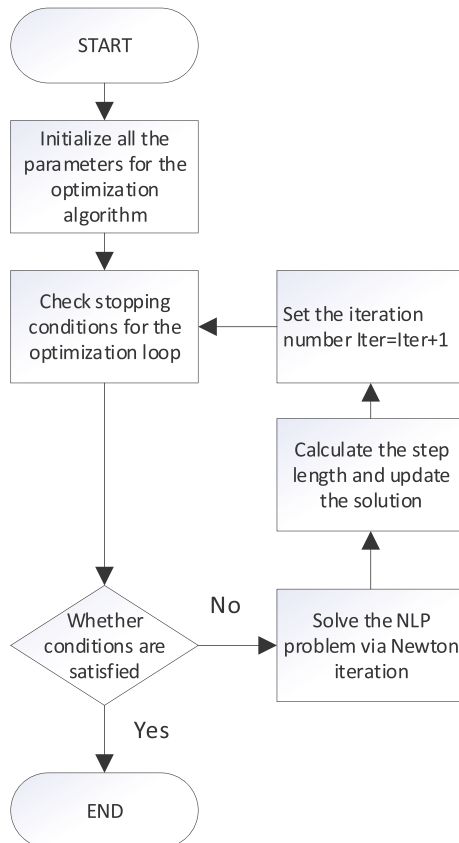 START
Initialize all the
parameters for the
optimization
algorithm
Check stopping
conditions for the
optimization loop
Set the iteration
number Iter=Iter+1
Calculate the step
length and update
the solution
Whether
conditions are
satisfied
No
Solve the NLP
problem via Newton
iteration
Yes
END